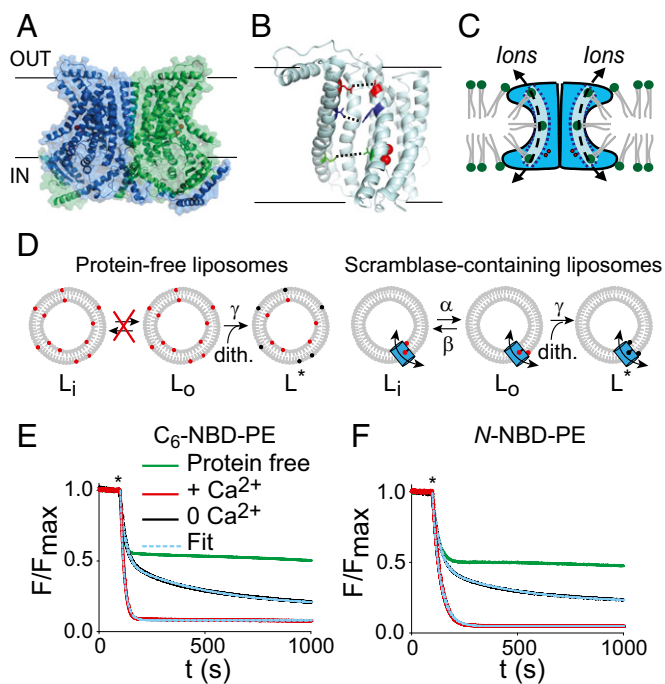 A
B
C
OUT
IN
Ions Ions
D
Protein-free liposomes
Scramblase-containing liposomes
γ
dith.
α
β
γ
dith.
Li
Lo
L*
Li
Lo
L*
E
C6-NBD-PE
Protein free
+ Ca2+
0 Ca2+
Fit
*
1.0
0.5
0.0
F/Fmax
500
1000
t (s)
F
N-NBD-PE
*
1.0
0.5
0.0
F/Fmax
500
1000
t (s)